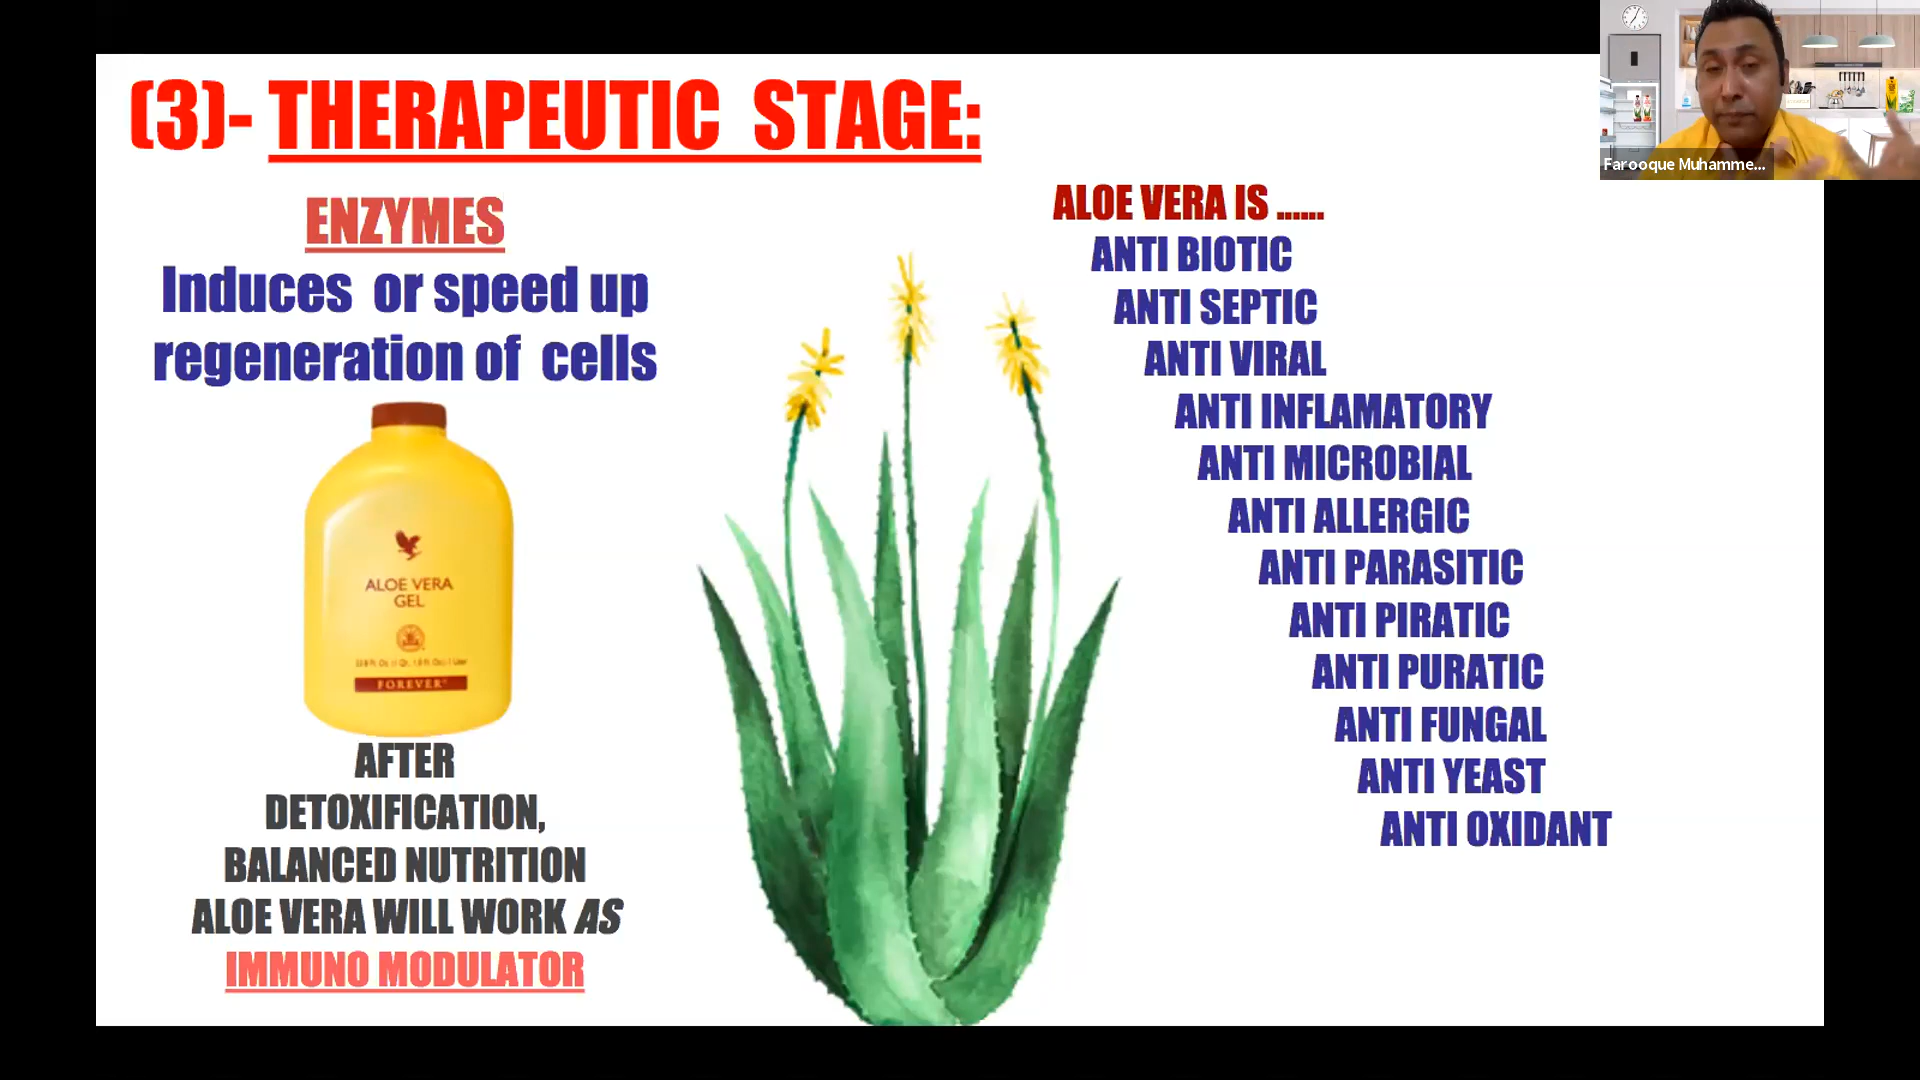 (3)- THERAPEUTIC STAGE:
ENZYMES
Induces or speed up
regeneration of cells
ALOE VERA
GEL
FOREVER
AFTER
DETOXIFICATION,
BALANCED NUTRITION
ALOE VERA WILL WORK AS
IMMUNO MODULATOR
ALOE VERA IS ......
ANTI BIOTIC
ANTI SEPTIC
ANTI VIRAL
ANTI INFLAMATORY
ANTI MICROBIAL
ANTI ALLERGIC
ANTI PARASITIC
ANTI PIRATIC
ANTI PURATIC
ANTI FUNGAL
ANTI YEAST
ANTI OXIDANT
Farooque Muhamme...